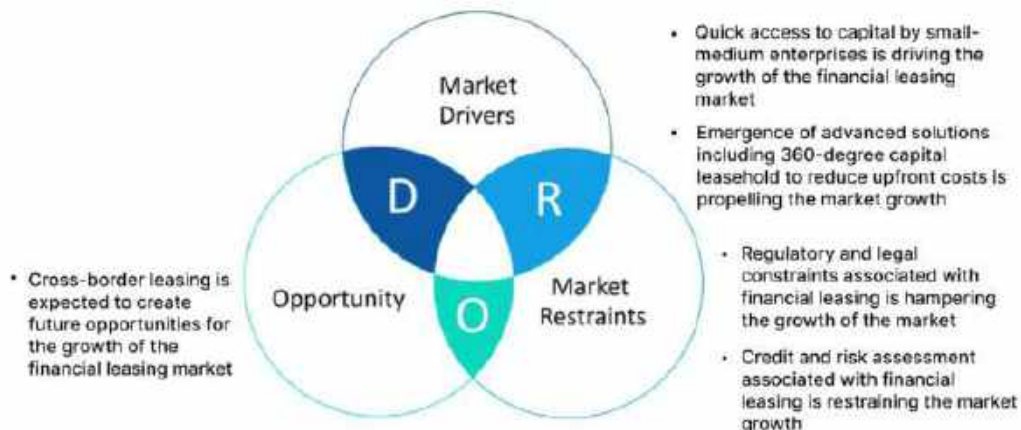 Market
Drivers
D
R
O
Opportunity
Market
Restraints
• Quick access to capital by small-
medium enterprises is driving the
growth of the financial leasing
market
• Emergence of advanced solutions
including 360-degree capital
leasehold to reduce upfront costs is
propelling the market growth
• Regulatory and legal
constraints associated with
financial leasing is hampering
the growth of the market
• Credit and risk assessment
associated with financial
leasing is restraining the market
growth
• Cross-border leasing is
expected to create
future opportunities for
the growth of the
financial leasing market